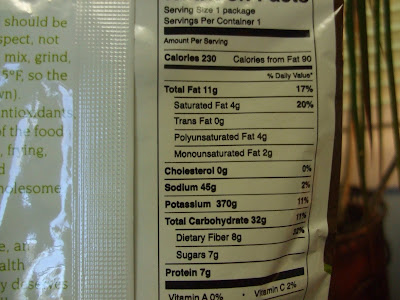 should be
spect, not
mix, grind,
5°F, so the
wn).
ntioxidants,
of the food
, frying,
d
holesome
e, an
ealth
y deserves
Facts
Serving Size 1 package
Servings Per Container 1
Amount Per Serving
Calories 230 Calories from Fat 90
% Daily Value*
Total Fat 11g 17%
Saturated Fat 4g 20%
Trans Fat 0g
Polyunsaturated Fat 4g
Monounsaturated Fat 2g
Cholesterol 0g 0%
Sodium 45g 2%
Potassium 370g 11%
Total Carbohydrate 32g 11%
Dietary Fiber 8g 32%
Sugars 7g
Protein 7g
Vitamin A 0% * Vitamin C 2%